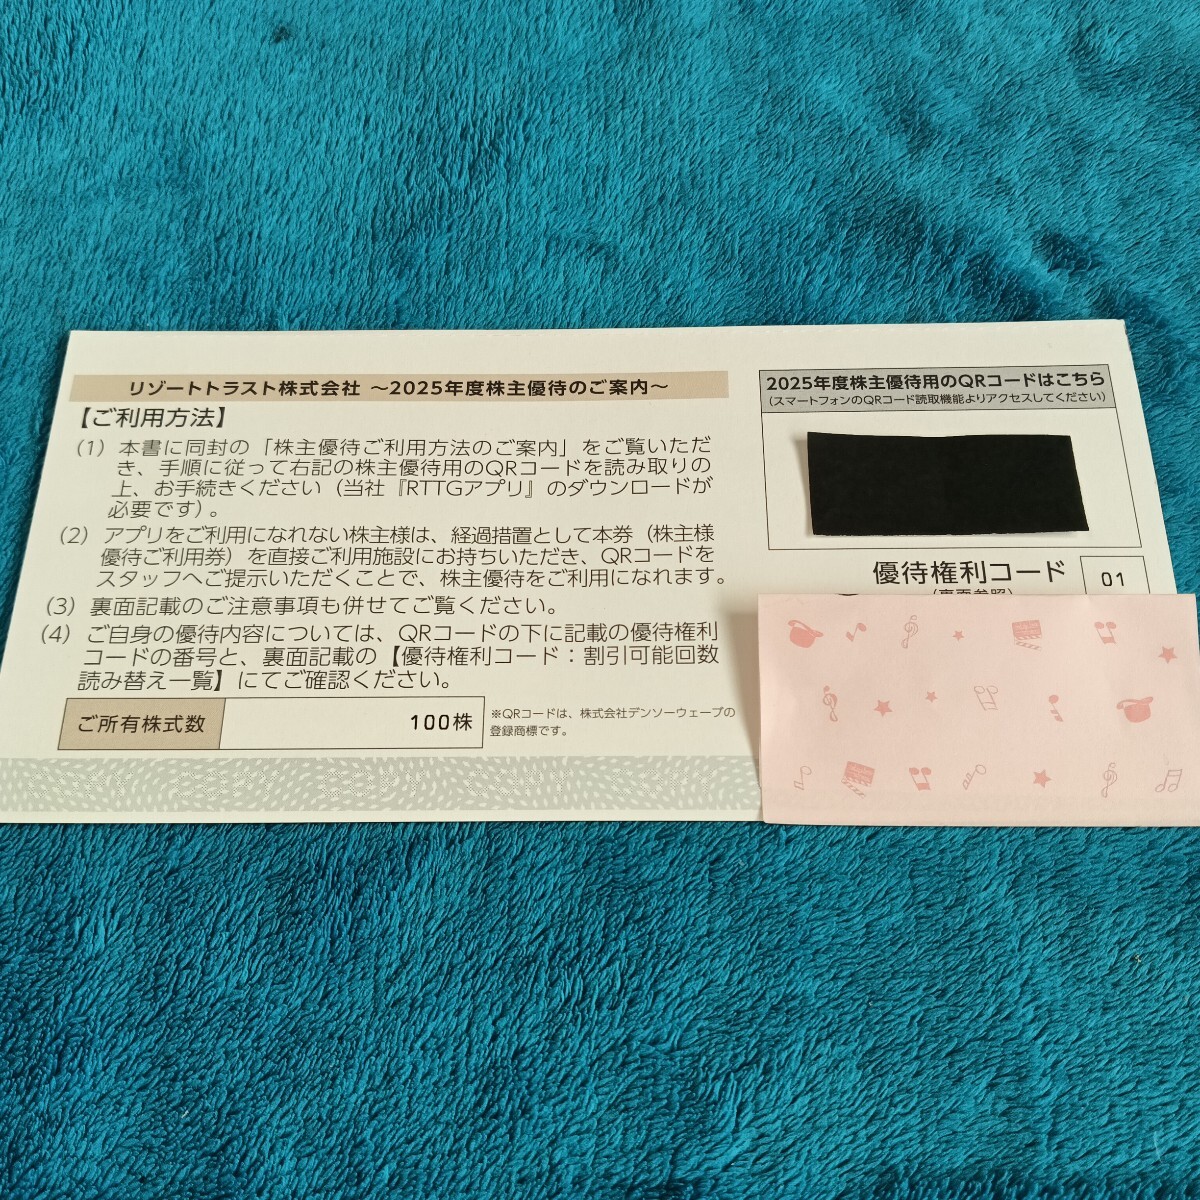 リゾートトラスト株式会社 ～2025年度株主優待のご案内～
【ご利用方法】
(1) 本書に同封の「株主優待ご利用方法のご案内」をご覧いただ
き、手順に従って右記の株主優待用のQRコードを読み取りの
上、お手続きください（当社『RTTGアプリ』のダウンロードが
必要です）。
(2) アプリをご利用になれない株主様は、経過措置として本券（株主様
優待ご利用券）を直接ご利用施設にお持ちいただき、QRコードを
スタッフへご提示いただくことで、株主優待をご利用になれます。
(3) 裏面記載のご注意事項も併せてご覧ください。
(4) ご自身の優待内容については、QRコードの下に記載の優待権利
コードの番号と、裏面記載の【優待権利コード：割引可能回数
読み替え一覧】にてご確認ください。
ご所有株式数 100株
※QRコードは、株式会社デンソーウェーブの
登録商標です。
2025年度株主優待用のQRコードはこちら
（スマートフォンのQRコード読取機能よりアクセスしてください）
優待権利コード 01
（裏面参照）